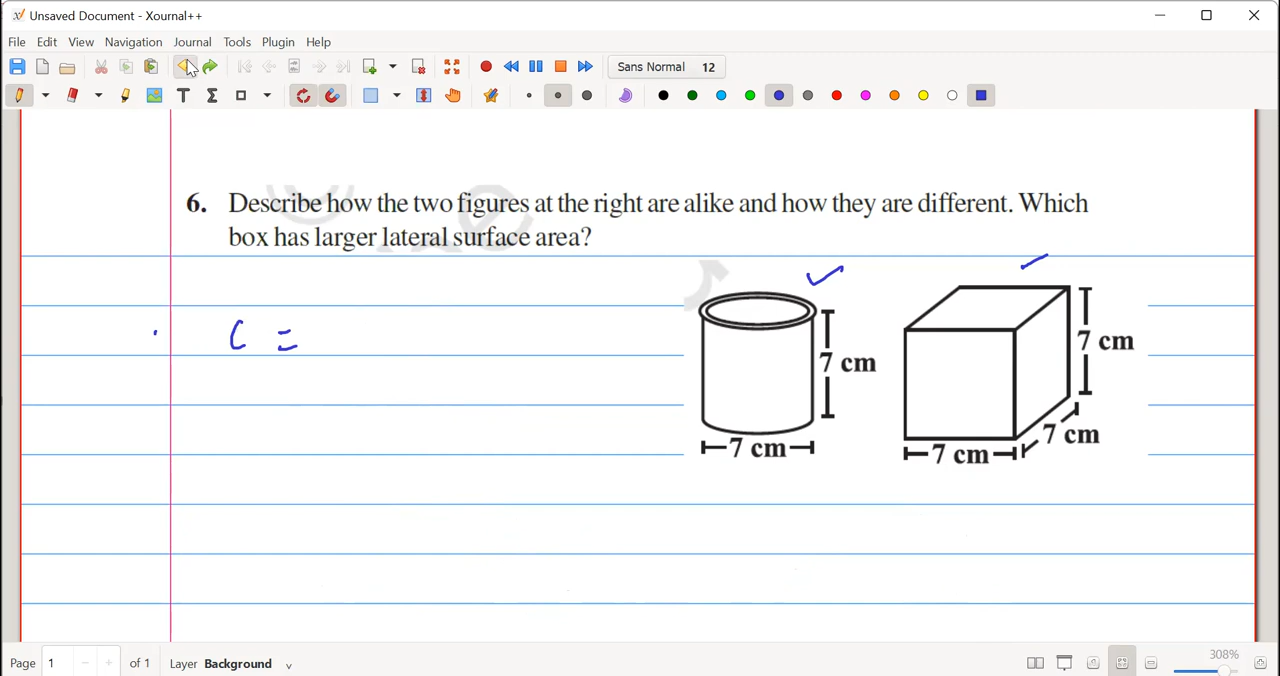 Unsaved Document - Xournal++
File Edit View Navigation Journal Tools Plugin Help
Sans Normal 12
6. Describe how the two figures at the right are alike and how they are different. Which
box has larger lateral surface area?
C =
7 cm
7 cm
7 cm
7 cm
7 cm
Page 1 of 1 Layer Background 308%